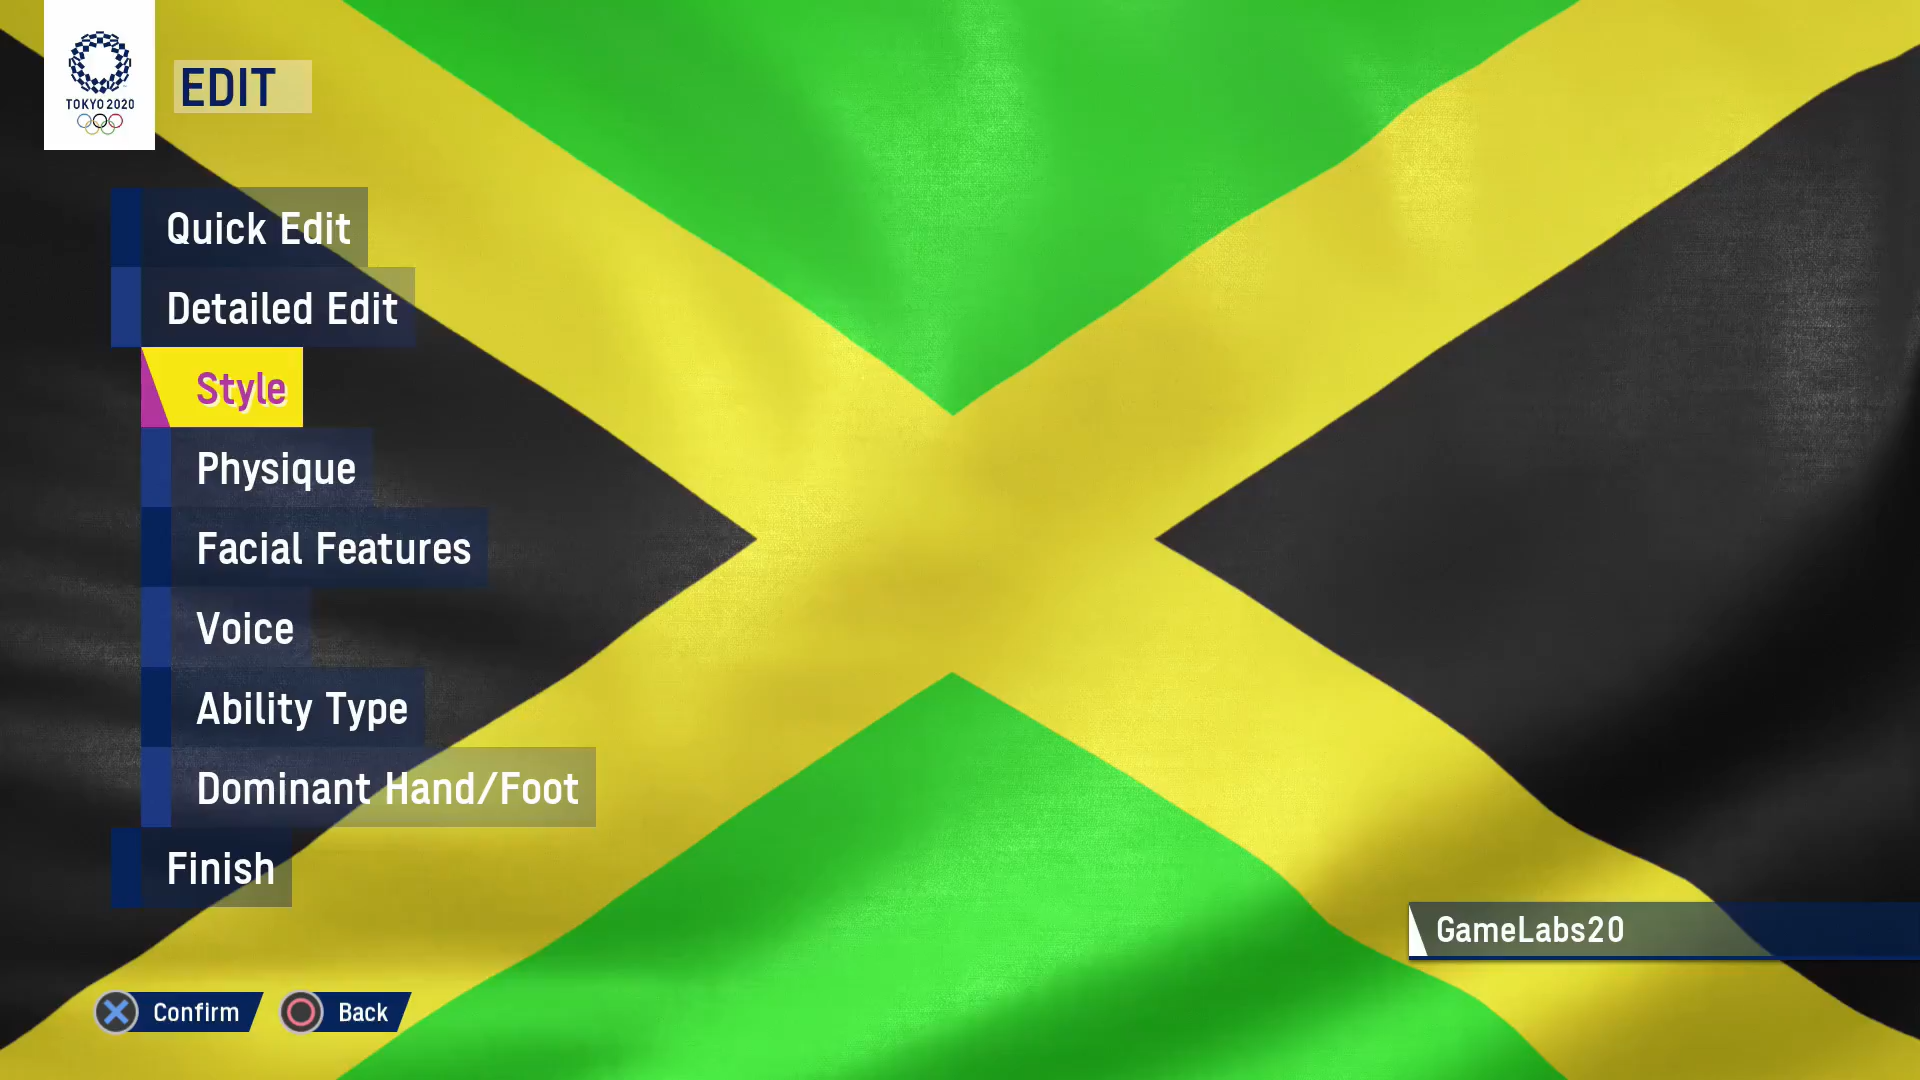 TOKYO 2020
EDIT
Quick Edit
Detailed Edit
Style
Physique
Facial Features
Voice
Ability Type
Dominant Hand/Foot
Finish
GameLabs20
Confirm
Back